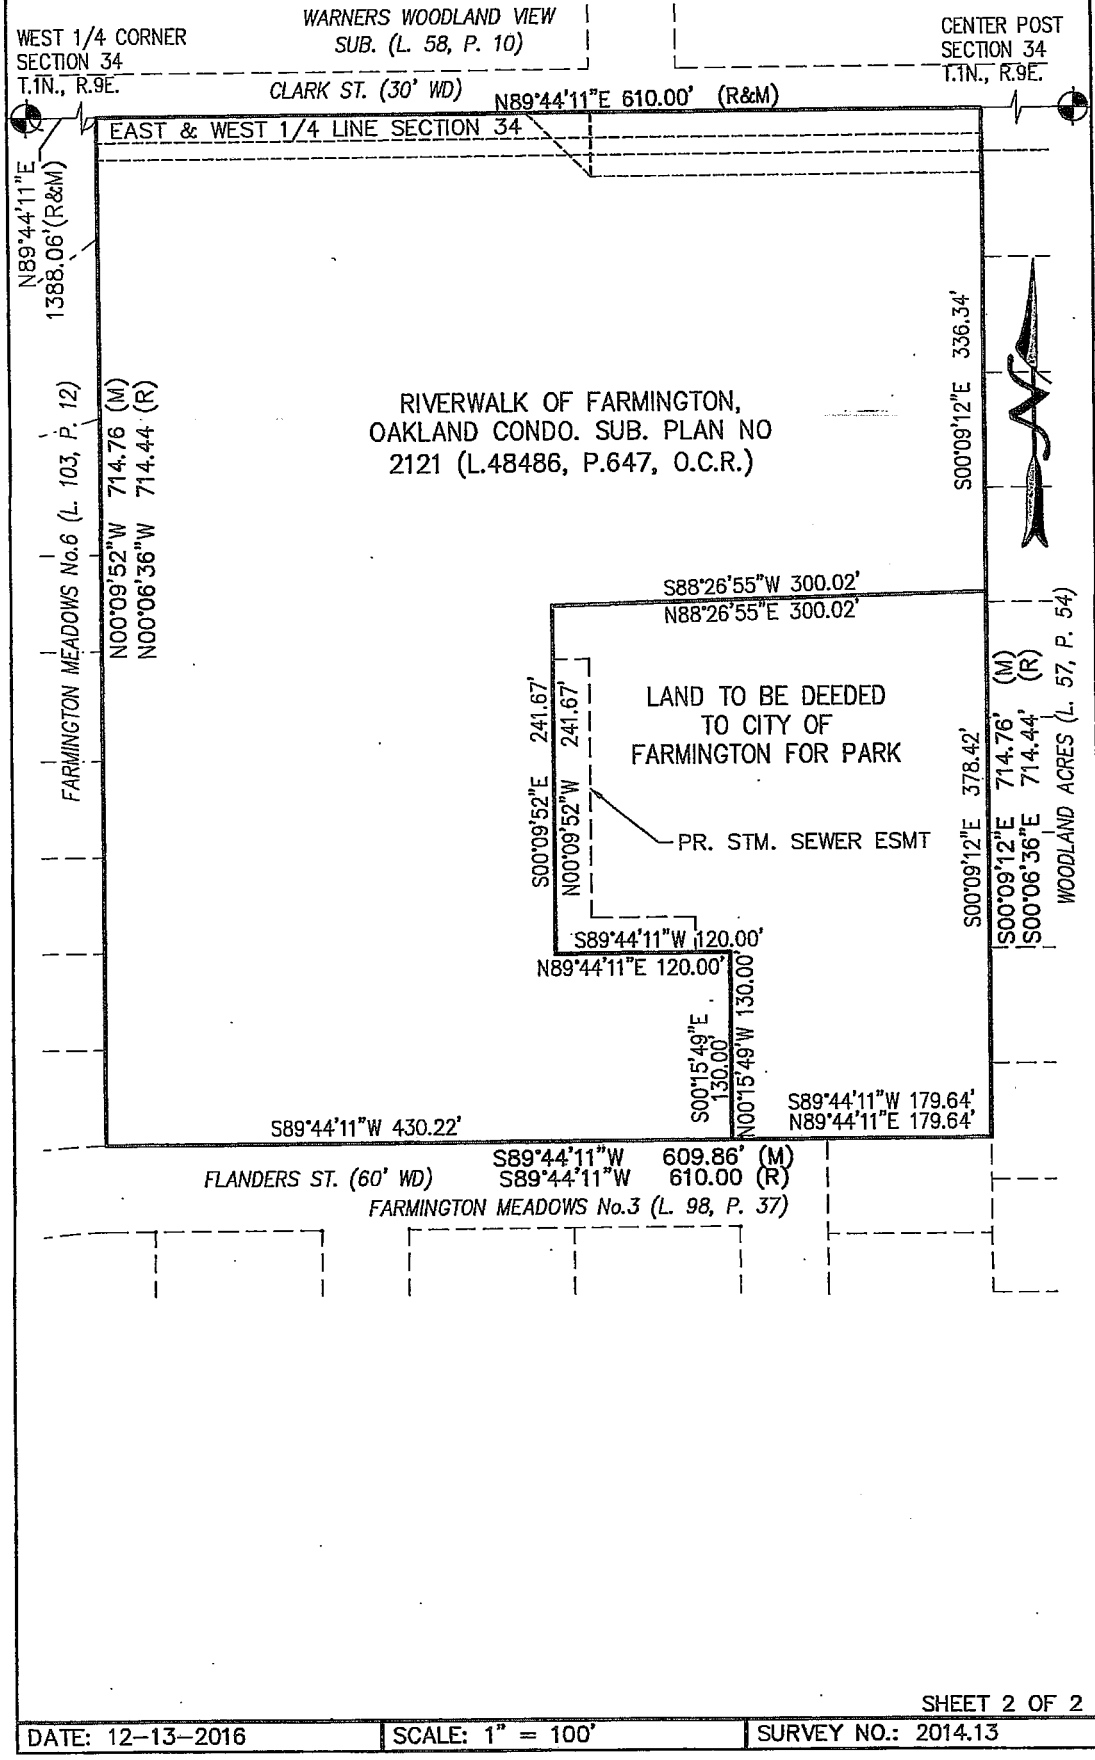 WARNERS WOODLAND VIEW
SUB. (L. 58, P. 10)
WEST 1/4 CORNER
SECTION 34
T.1N., R.9E.
CENTER POST
SECTION 34
T.1N., R.9E.
CLARK ST. (30' WD)
N89°44'11"E 610.00' (R&M)
EAST & WEST 1/4 LINE SECTION 34
N89°44'11"E
1388.06'(R&M)
FARMINGTON MEADOWS No.6 (L. 103, P. 12)
N00°09'52"W 714.76 (M)
N00°06'36"W 714.44 (R)
RIVERWALK OF FARMINGTON,
OAKLAND CONDO. SUB. PLAN NO
2121 (L.48486, P.647, O.C.R.)
S00°09'12"E 336.34'
N
S88°26'55"W 300.02'
N88°26'55"E 300.02'
S00°09'52"E 241.67'
N00°09'52"W 241.67'
LAND TO BE DEEDED
TO CITY OF
FARMINGTON FOR PARK
PR. STM. SEWER ESMT
S00°09'12"E 378.42'
S00°09'12"E 714.76' (M)
S00°06'36"E 714.44' (R)
WOODLAND ACRES (L. 57, P. 54)
S89°44'11"W 120.00'
N89°44'11"E 120.00'
S00°15'49"E
130.00'
N00°15'49'W 130.00'
S89°44'11"W 179.64'
N89°44'11"E 179.64'
S89°44'11"W 430.22'
S89°44'11"W 609.86' (M)
S89°44'11"W 610.00 (R)
FLANDERS ST. (60' WD)
FARMINGTON MEADOWS No.3 (L. 98, P. 37)
SHEET 2 OF 2
DATE: 12-13-2016
SCALE: 1" = 100'
SURVEY NO.: 2014.13